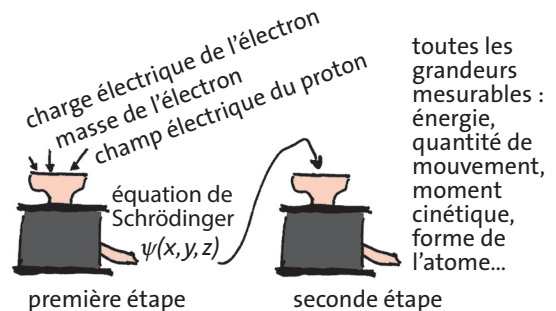 charge électrique de l'électron
masse de l'électron
champ électrique du proton
équation de
Schrödinger
ψ(x, y, z)
première étape
seconde étape
toutes les
grandeurs
mesurables :
énergie,
quantité de
mouvement,
moment
cinétique,
forme de
l'atome...